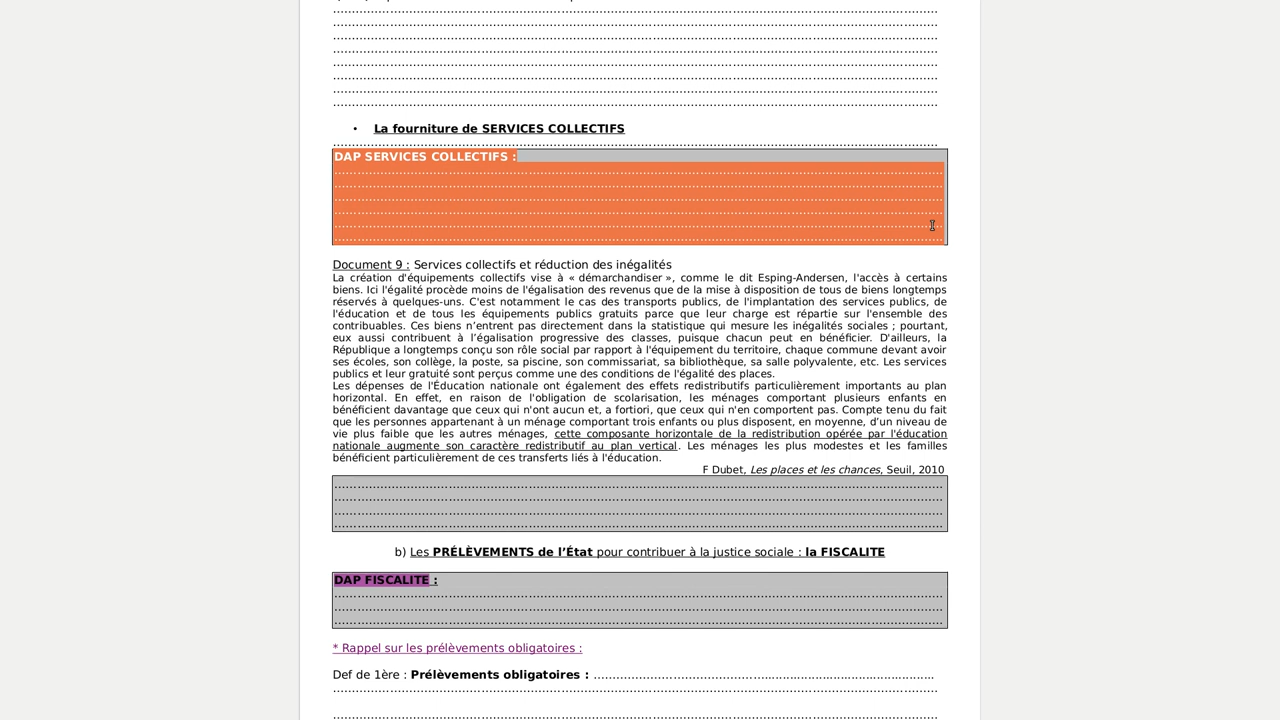 • La fourniture de SERVICES COLLECTIFS
DAP SERVICES COLLECTIFS :
Document 9 : Services collectifs et réduction des inégalités
La création d'équipements collectifs vise à « démarchandiser », comme le dit Esping-Andersen, l'accès à certains
biens. Ici l'égalité procède moins de l'égalisation des revenus que de la mise à disposition de tous de biens longtemps
réservés à quelques-uns. C'est notamment le cas des transports publics, de l'implantation des services publics, de
l'éducation et de tous les équipements publics gratuits parce que leur charge est répartie sur l'ensemble des
contribuables. Ces biens n’entrent pas directement dans la statistique qui mesure les inégalités sociales ; pourtant,
eux aussi contribuent à l’égalisation progressive des classes, puisque chacun peut en bénéficier. D'ailleurs, la
République a longtemps conçu son rôle social par rapport à l'équipement du territoire, chaque commune devant avoir
ses écoles, son collège, la poste, sa piscine, son commissariat, sa bibliothèque, sa salle polyvalente, etc. Les services
publics et leur gratuité sont perçus comme une des conditions de l'égalité des places.
Les dépenses de l'Éducation nationale ont également des effets redistributifs particulièrement importants au plan
horizontal. En effet, en raison de l'obligation de scolarisation, les ménages comportant plusieurs enfants en
bénéficient davantage que ceux qui n'ont aucun et, a fortiori, que ceux qui n'en comportent pas. Compte tenu du fait
que les personnes appartenant à un ménage comportant trois enfants ou plus disposent, en moyenne, d’un niveau de
vie plus faible que les autres ménages, cette composante horizontale de la redistribution opérée par l'éducation
nationale augmente son caractère redistributif au plan vertical. Les ménages les plus modestes et les familles
bénéficient particulièrement de ces transferts liés à l'éducation.
F Dubet, Les places et les chances, Seuil, 2010
b) Les PRÉLÈVEMENTS de l’État pour contribuer à la justice sociale : la FISCALITE
DAP FISCALITE :
* Rappel sur les prélèvements obligatoires :
Def de 1ère : Prélèvements obligatoires : ..........................................................................................